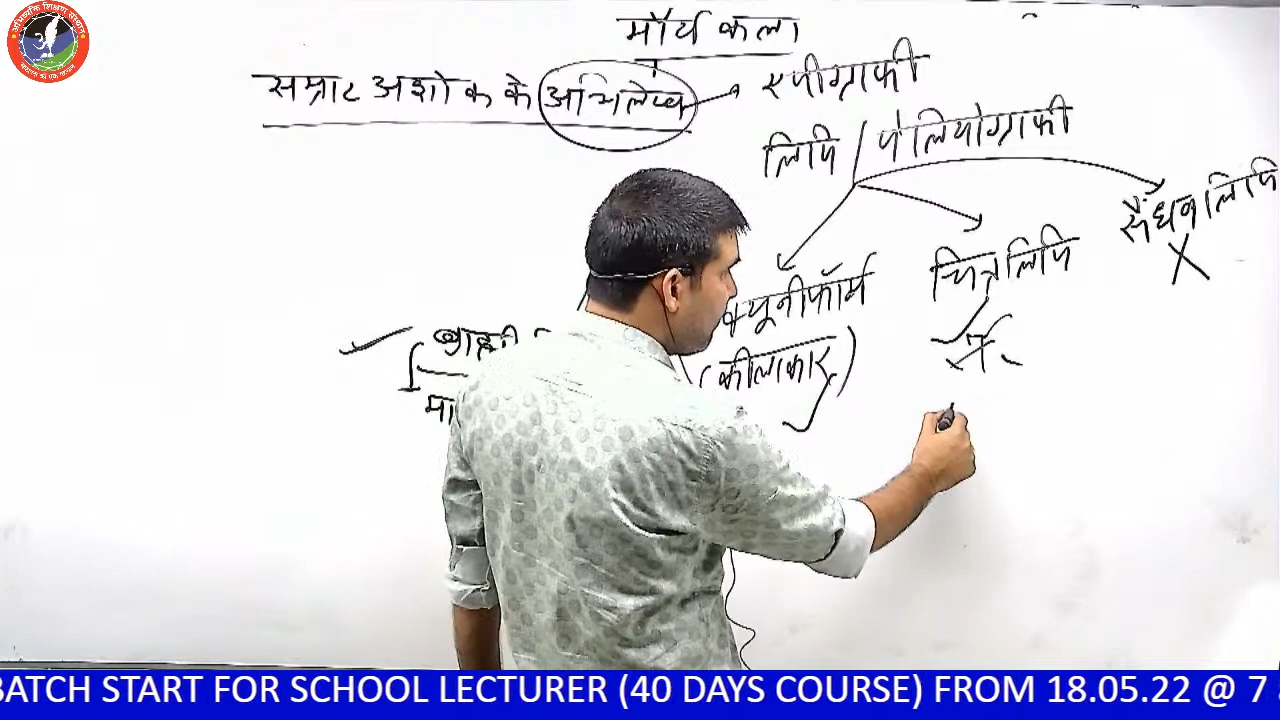 मौर्य कला
सम्राट अशोक के अभिलेख
एपीग्राफी
लिपि / पेलियोग्राफी
सैंधव लिपि
X
चित्रलिपि
क्यूनीफॉर्म
(कीलाकार)
ब्राह्मी
BATCH START FOR SCHOOL LECTURER (40 DAYS COURSE) FROM 18.05.22 @ 7